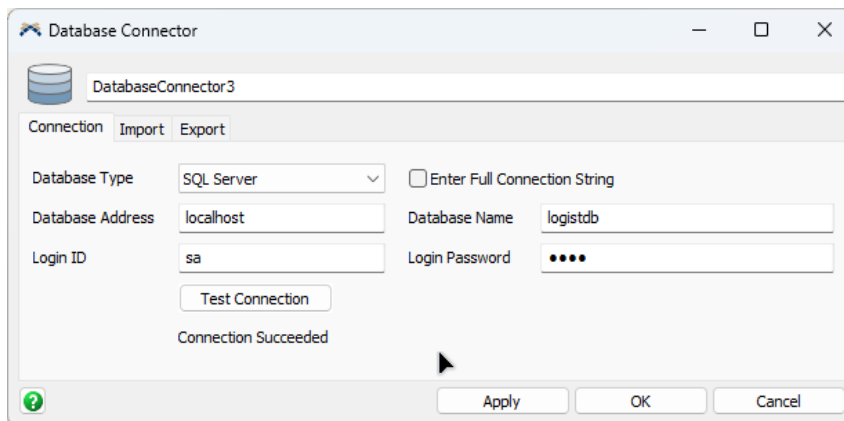 Database Connector
DatabaseConnector3
Connection Import Export
Database Type SQL Server Enter Full Connection String
Database Address localhost Database Name logistdb
Login ID sa Login Password ••••
Test Connection
Connection Succeeded
? Apply OK Cancel